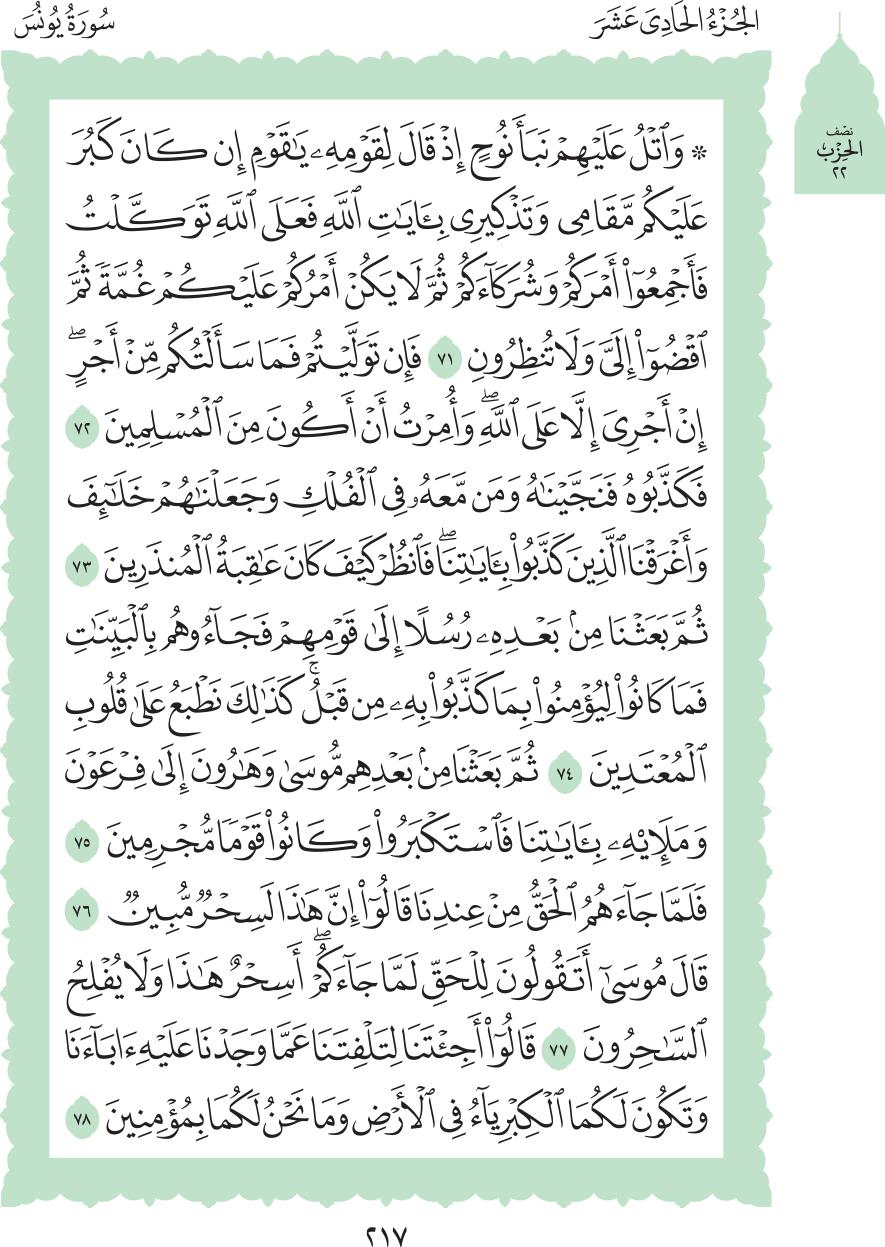 الجُزْءُ الحَادِىَ عَشَرَ
سُورَةُ يُونُسَ
نصۡف
الحِزۡب
٢٢
۞ وَٱتۡلُ عَلَيۡهِمۡ نَبَأَ نُوحٍ إِذۡ قَالَ لِقَوۡمِهِۦ يَٰقَوۡمِ إِن كَانَ كَبُرَ
عَلَيۡكُم مَّقَامِي وَتَذۡكِيرِي بِـَٔايَٰتِ ٱللَّهِ فَعَلَى ٱللَّهِ تَوَكَّلۡتُ
فَأَجۡمِعُوٓاْ أَمۡرَكُمۡ وَشُرَكَآءَكُمۡ ثُمَّ لَا يَكُنۡ أَمۡرُكُمۡ عَلَيۡكُمۡ غُمَّةٗ ثُمَّ
ٱقۡضُوٓاْ إِلَيَّ وَلَا تُنظِرُونِ ٧١ فَإِن تَوَلَّيۡتُمۡ فَمَا سَأَلۡتُكُم مِّنۡ أَجۡرٍۖ
إِنۡ أَجۡرِيَ إِلَّا عَلَى ٱللَّهِۖ وَأُمِرۡتُ أَنۡ أَكُونَ مِنَ ٱلۡمُسۡلِمِينَ ٧٢
فَكَذَّبُوهُ فَنَجَّيۡنَٰهُ وَمَن مَّعَهُۥ فِي ٱلۡفُلۡكِ وَجَعَلۡنَٰهُمۡ خَلَٰٓئِفَ
وَأَغۡرَقۡنَا ٱلَّذِينَ كَذَّبُواْ بِـَٔايَٰتِنَاۖ فَٱنظُرۡ كَيۡفَ كَانَ عَٰقِبَةُ ٱلۡمُنذَرِينَ ٧٣
ثُمَّ بَعَثۡنَا مِنۢ بَعۡدِهِۦ رُسُلًا إِلَىٰ قَوۡمِهِمۡ فَجَآءُوهُم بِٱلۡبَيِّنَٰتِ
فَمَا كَانُواْ لِيُؤۡمِنُواْ بِمَا كَذَّبُواْ بِهِۦ مِن قَبۡلُۚ كَذَٰلِكَ نَطۡبَعُ عَلَىٰ قُلُوبِ
ٱلۡمُعۡتَدِينَ ٧٤ ثُمَّ بَعَثۡنَا مِنۢ بَعۡدِهِم مُّوسَىٰ وَهَٰرُونَ إِلَىٰ فِرۡعَوۡنَ
وَمَلَإِيْهِۦ بِـَٔايَٰتِنَا فَٱسۡتَكۡبَرُواْ وَكَانُواْ قَوۡمٗا مُّجۡرِمِينَ ٧٥
فَلَمَّا جَآءَهُمُ ٱلۡحَقُّ مِنۡ عِندِنَا قَالُوٓاْ إِنَّ هَٰذَا لَسِحۡرٞ مُّبِينٞ ٧٦
قَالَ مُوسَىٰٓ أَتَقُولُونَ لِلۡحَقِّ لَمَّا جَآءَكُمۡۖ أَسِحۡرٌ هَٰذَا وَلَا يُفۡلِحُ
ٱلسَّٰحِرُونَ ٧٧ قَالُوٓاْ أَجِئۡتَنَا لِتَلۡفِتَنَا عَمَّا وَجَدۡنَا عَلَيۡهِ ءَابَآءَنَا
وَتَكُونَ لَكُمَا ٱلۡكِبۡرِيَآءُ فِي ٱلۡأَرۡضِ وَمَا نَحۡنُ لَكُمَا بِمُؤۡمِنِينَ ٧٨
٢١٧